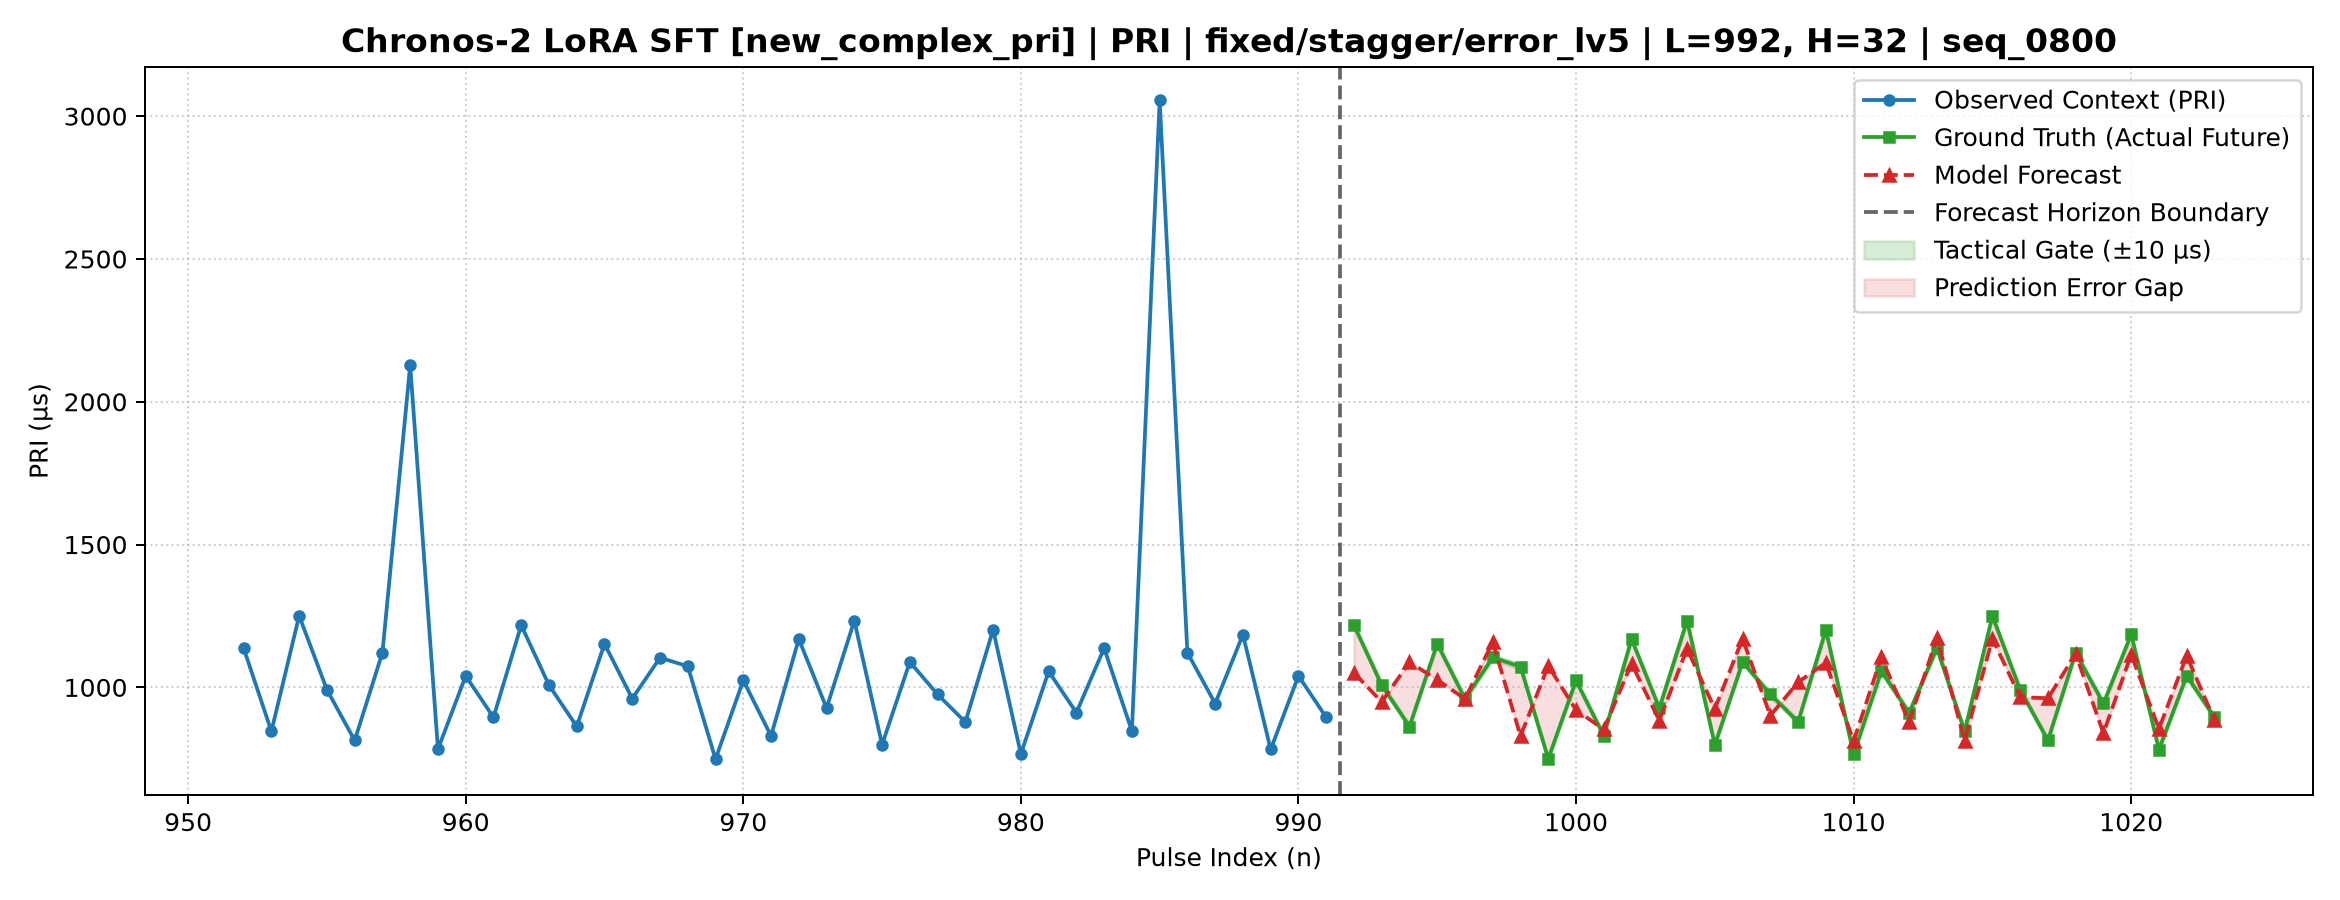 Chronos-2 LoRA SFT [new_complex_pri] | PRI | fixed/stagger/error_lv5 | L=992, H=32 | seq_0800
PRI (µs)
3000
2500
2000
1500
1000
Observed Context (PRI)
Ground Truth (Actual Future)
Model Forecast
Forecast Horizon Boundary
Tactical Gate (±10 µs)
Prediction Error Gap
950 960 970 980 990 1000 1010 1020
Pulse Index (n)